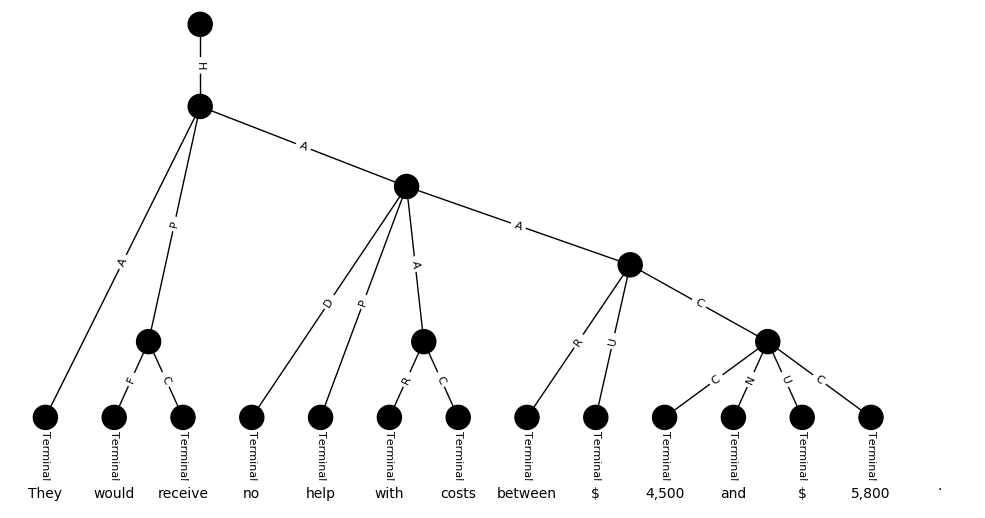 H
A
A
P
A
D
P
A
R
U
C
F
C
R
C
C
N
U
C
Terminal Terminal Terminal Terminal Terminal Terminal Terminal Terminal Terminal Terminal Terminal Terminal Terminal
They would receive no help with costs between $ 4,500 and $ 5,800 .